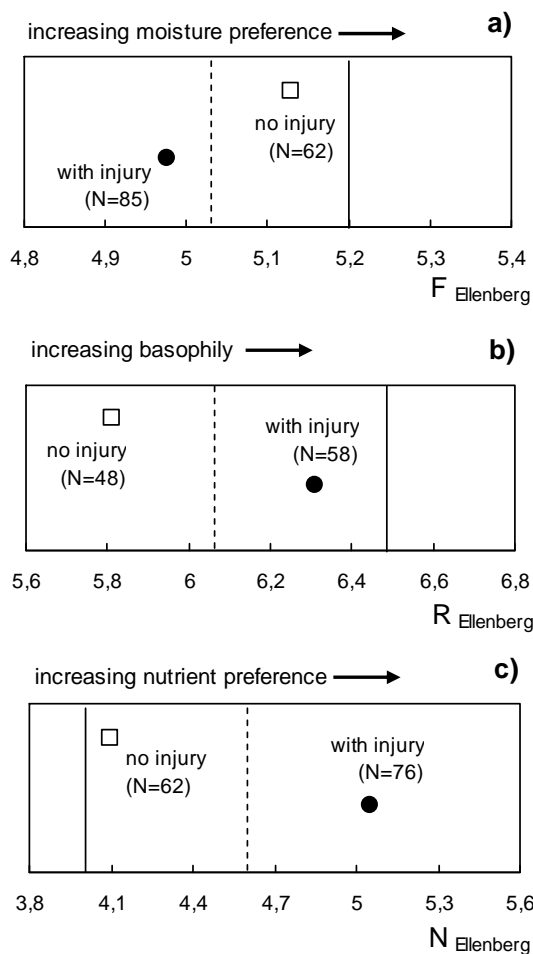 increasing moisture preference
a)
no injury
(N=62)
with injury
(N=85)
4,8 4,9 5 5,1 5,2 5,3 5,4
F Ellenberg
increasing basophily
b)
no injury
(N=48)
with injury
(N=58)
5,6 5,8 6 6,2 6,4 6,6 6,8
R Ellenberg
increasing nutrient preference
c)
no injury
(N=62)
with injury
(N=76)
3,8 4,1 4,4 4,7 5 5,3 5,6
N Ellenberg